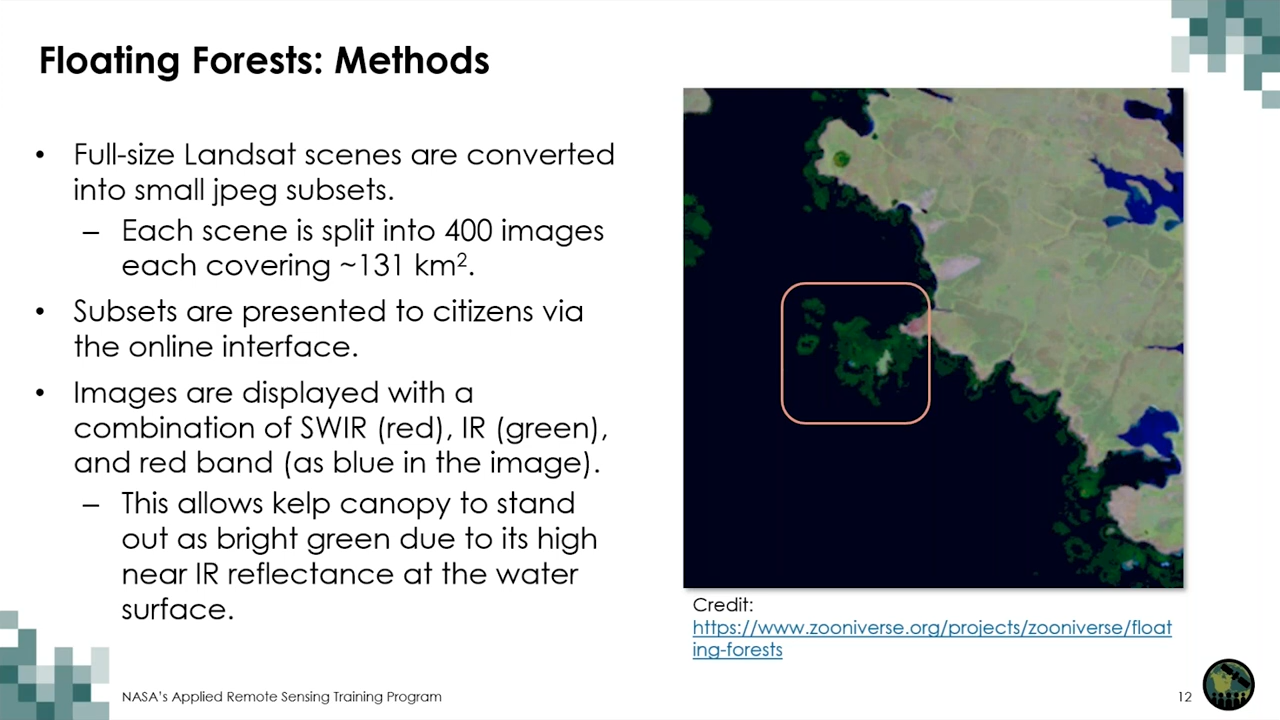 Floating Forests: Methods
• Full-size Landsat scenes are converted
into small jpeg subsets.
– Each scene is split into 400 images
each covering ~131 km².
• Subsets are presented to citizens via
the online interface.
• Images are displayed with a
combination of SWIR (red), IR (green),
and red band (as blue in the image).
– This allows kelp canopy to stand
out as bright green due to its high
near IR reflectance at the water
surface.
Credit:
https://www.zooniverse.org/projects/zooniverse/float
ing-forests
NASA's Applied Remote Sensing Training Program
12